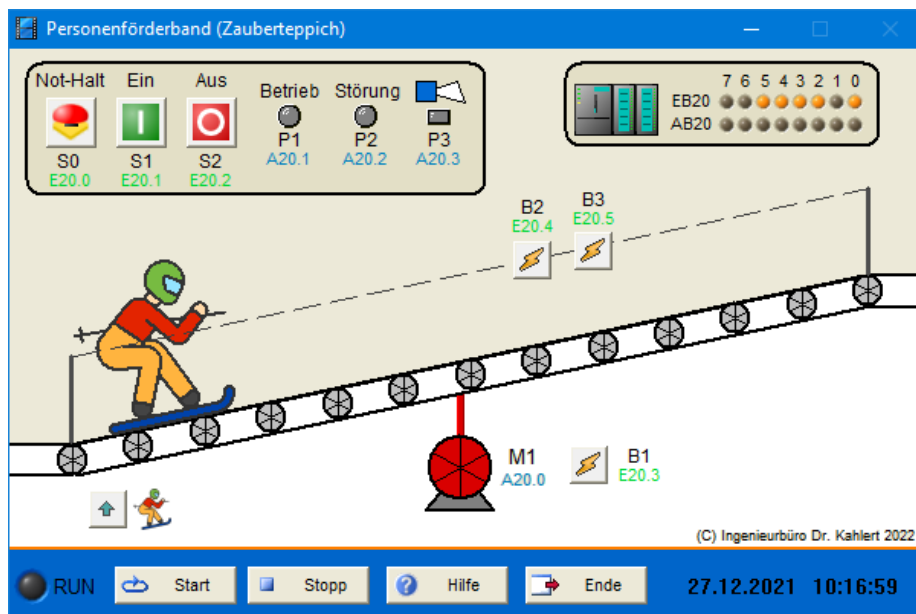 Personenförderband (Zauberteppich)
Not-Halt Ein Aus Betrieb Störung
S0 S1 S2 P1 P2 P3
E20.0 E20.1 E20.2 A20.1 A20.2 A20.3
7 6 5 4 3 2 1 0
EB20
AB20
B2 B3
E20.4 E20.5
M1 B1
A20.0 E20.3
(C) Ingenieurbüro Dr. Kahlert 2022
RUN Start Stopp Hilfe Ende 27.12.2021 10:16:59